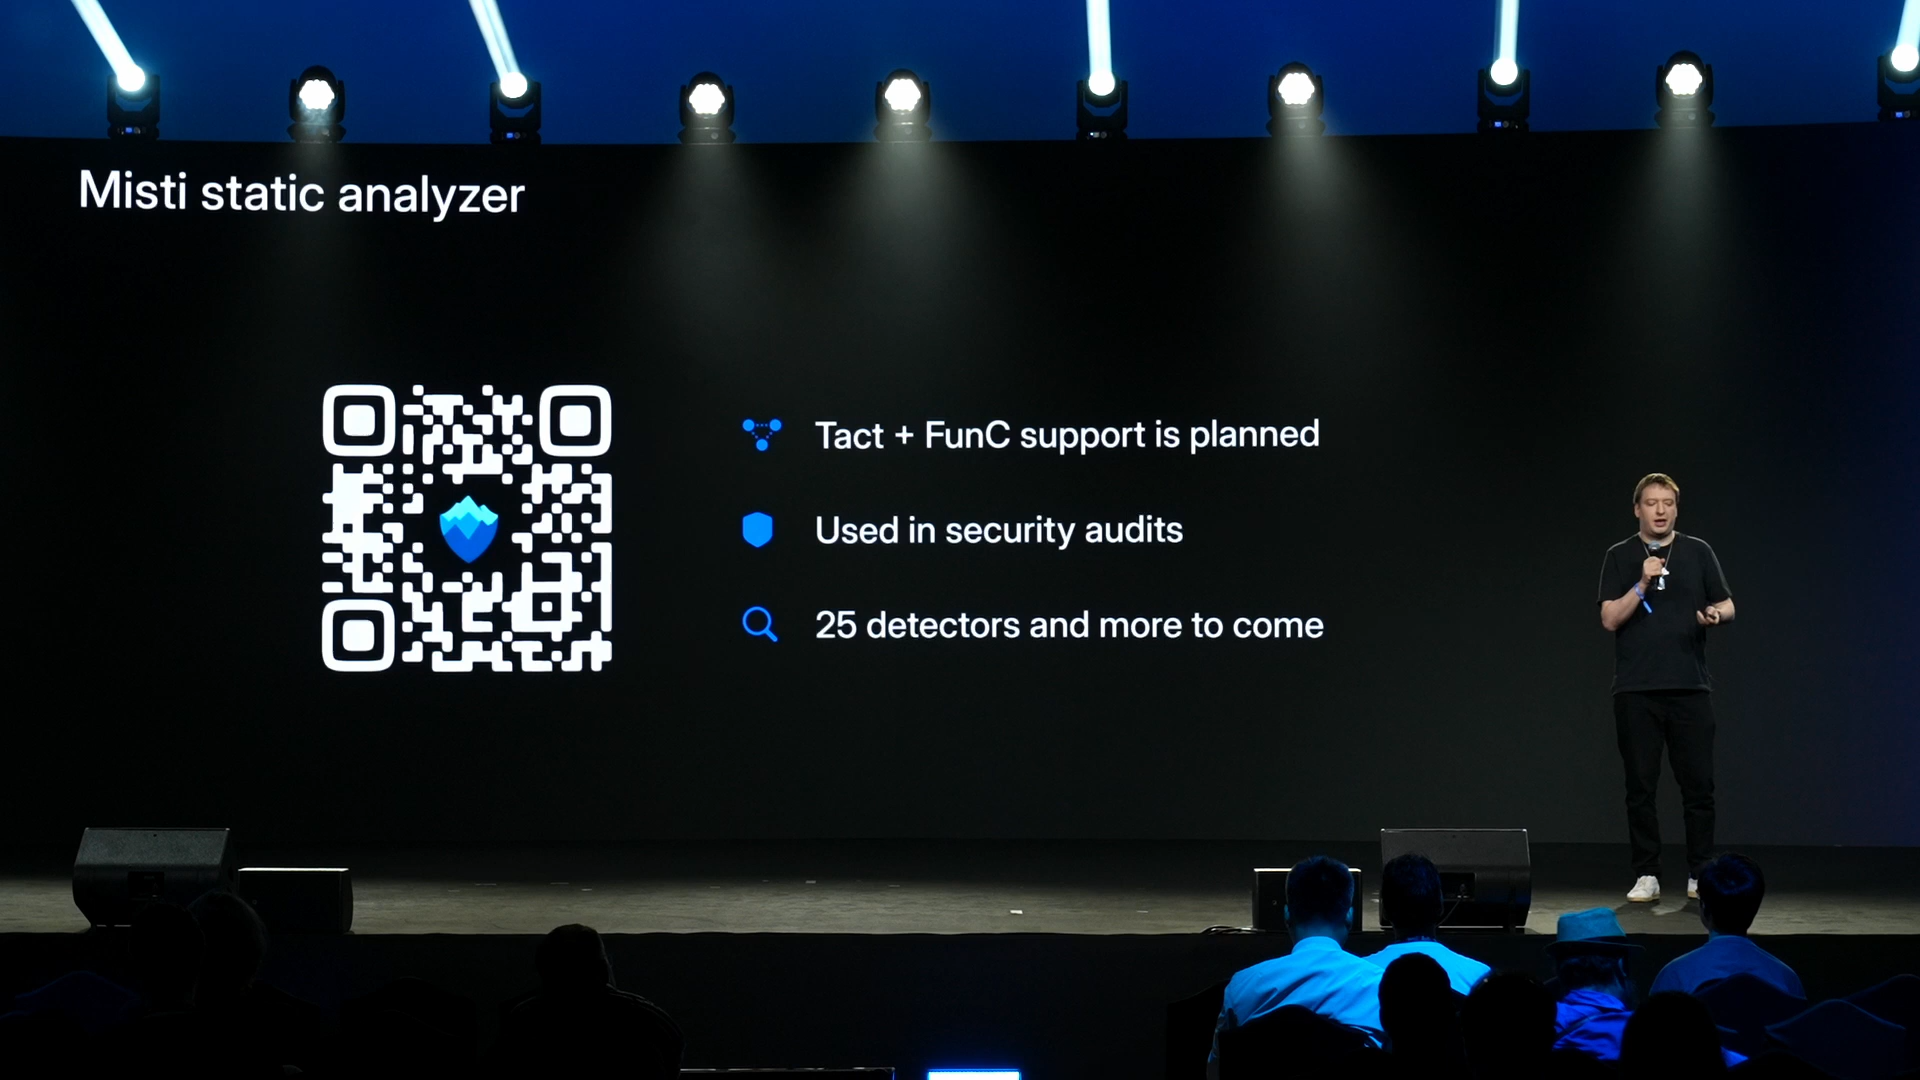 Misti static analyzer
Tact + FunC support is planned
Used in security audits
25 detectors and more to come